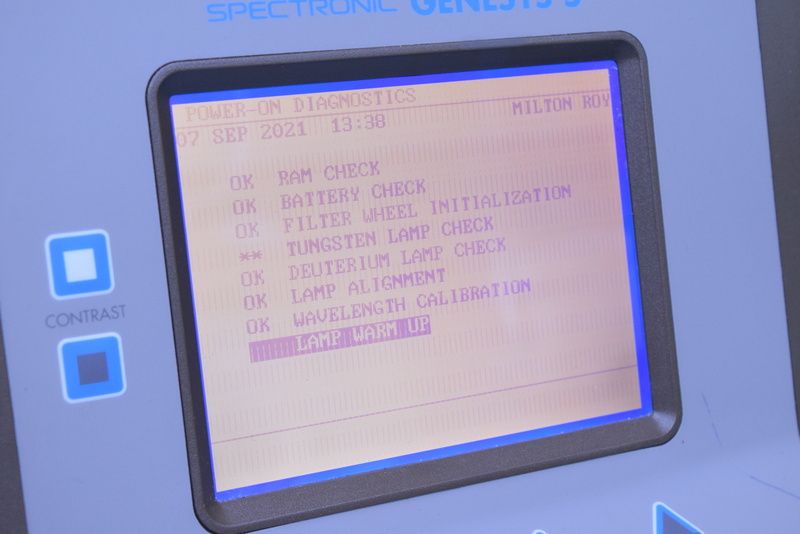 SPECTRONIC GENESYS
POWER-ON DIAGNOSTICS
07 SEP 2021 13:38 MILTON ROY
OK RAM CHECK
OK BATTERY CHECK
OK FILTER WHEEL INITIALIZATION
** TUNGSTEN LAMP CHECK
OK DEUTERIUM LAMP CHECK
OK LAMP ALIGNMENT
OK WAVELENGTH CALIBRATION
LAMP WARM UP
CONTRAST